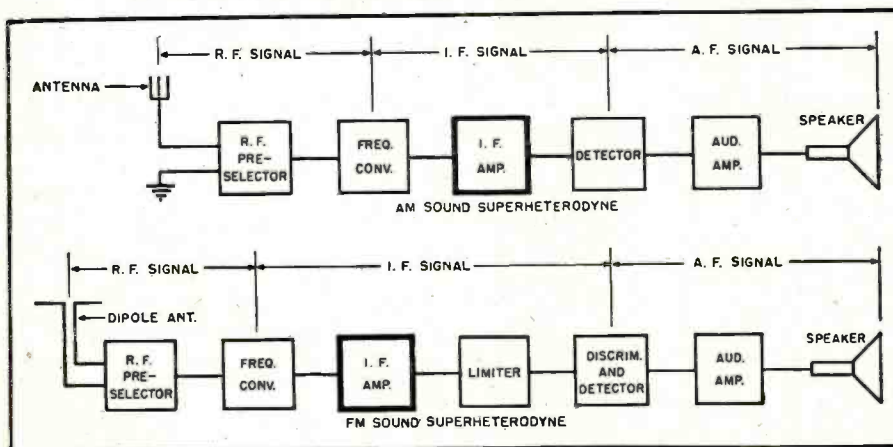 R. F. SIGNAL I. F. SIGNAL A. F. SIGNAL
ANTENNA
SPEAKER
R. F.
PRE-
SELECTOR
FREQ.
CONV.
I. F.
AMP.
DETECTOR
AUD.
AMP.
AM SOUND SUPERHETERODYNE
R. F. SIGNAL I. F. SIGNAL A. F. SIGNAL
DIPOLE ANT.
SPEAKER
R. F.
PRE-
SELECTOR
FREQ.
CONV.
I. F.
AMP.
LIMITER
DISCRIM.
AND
DETECTOR
AUD.
AMP.
FM SOUND SUPERHETERODYNE